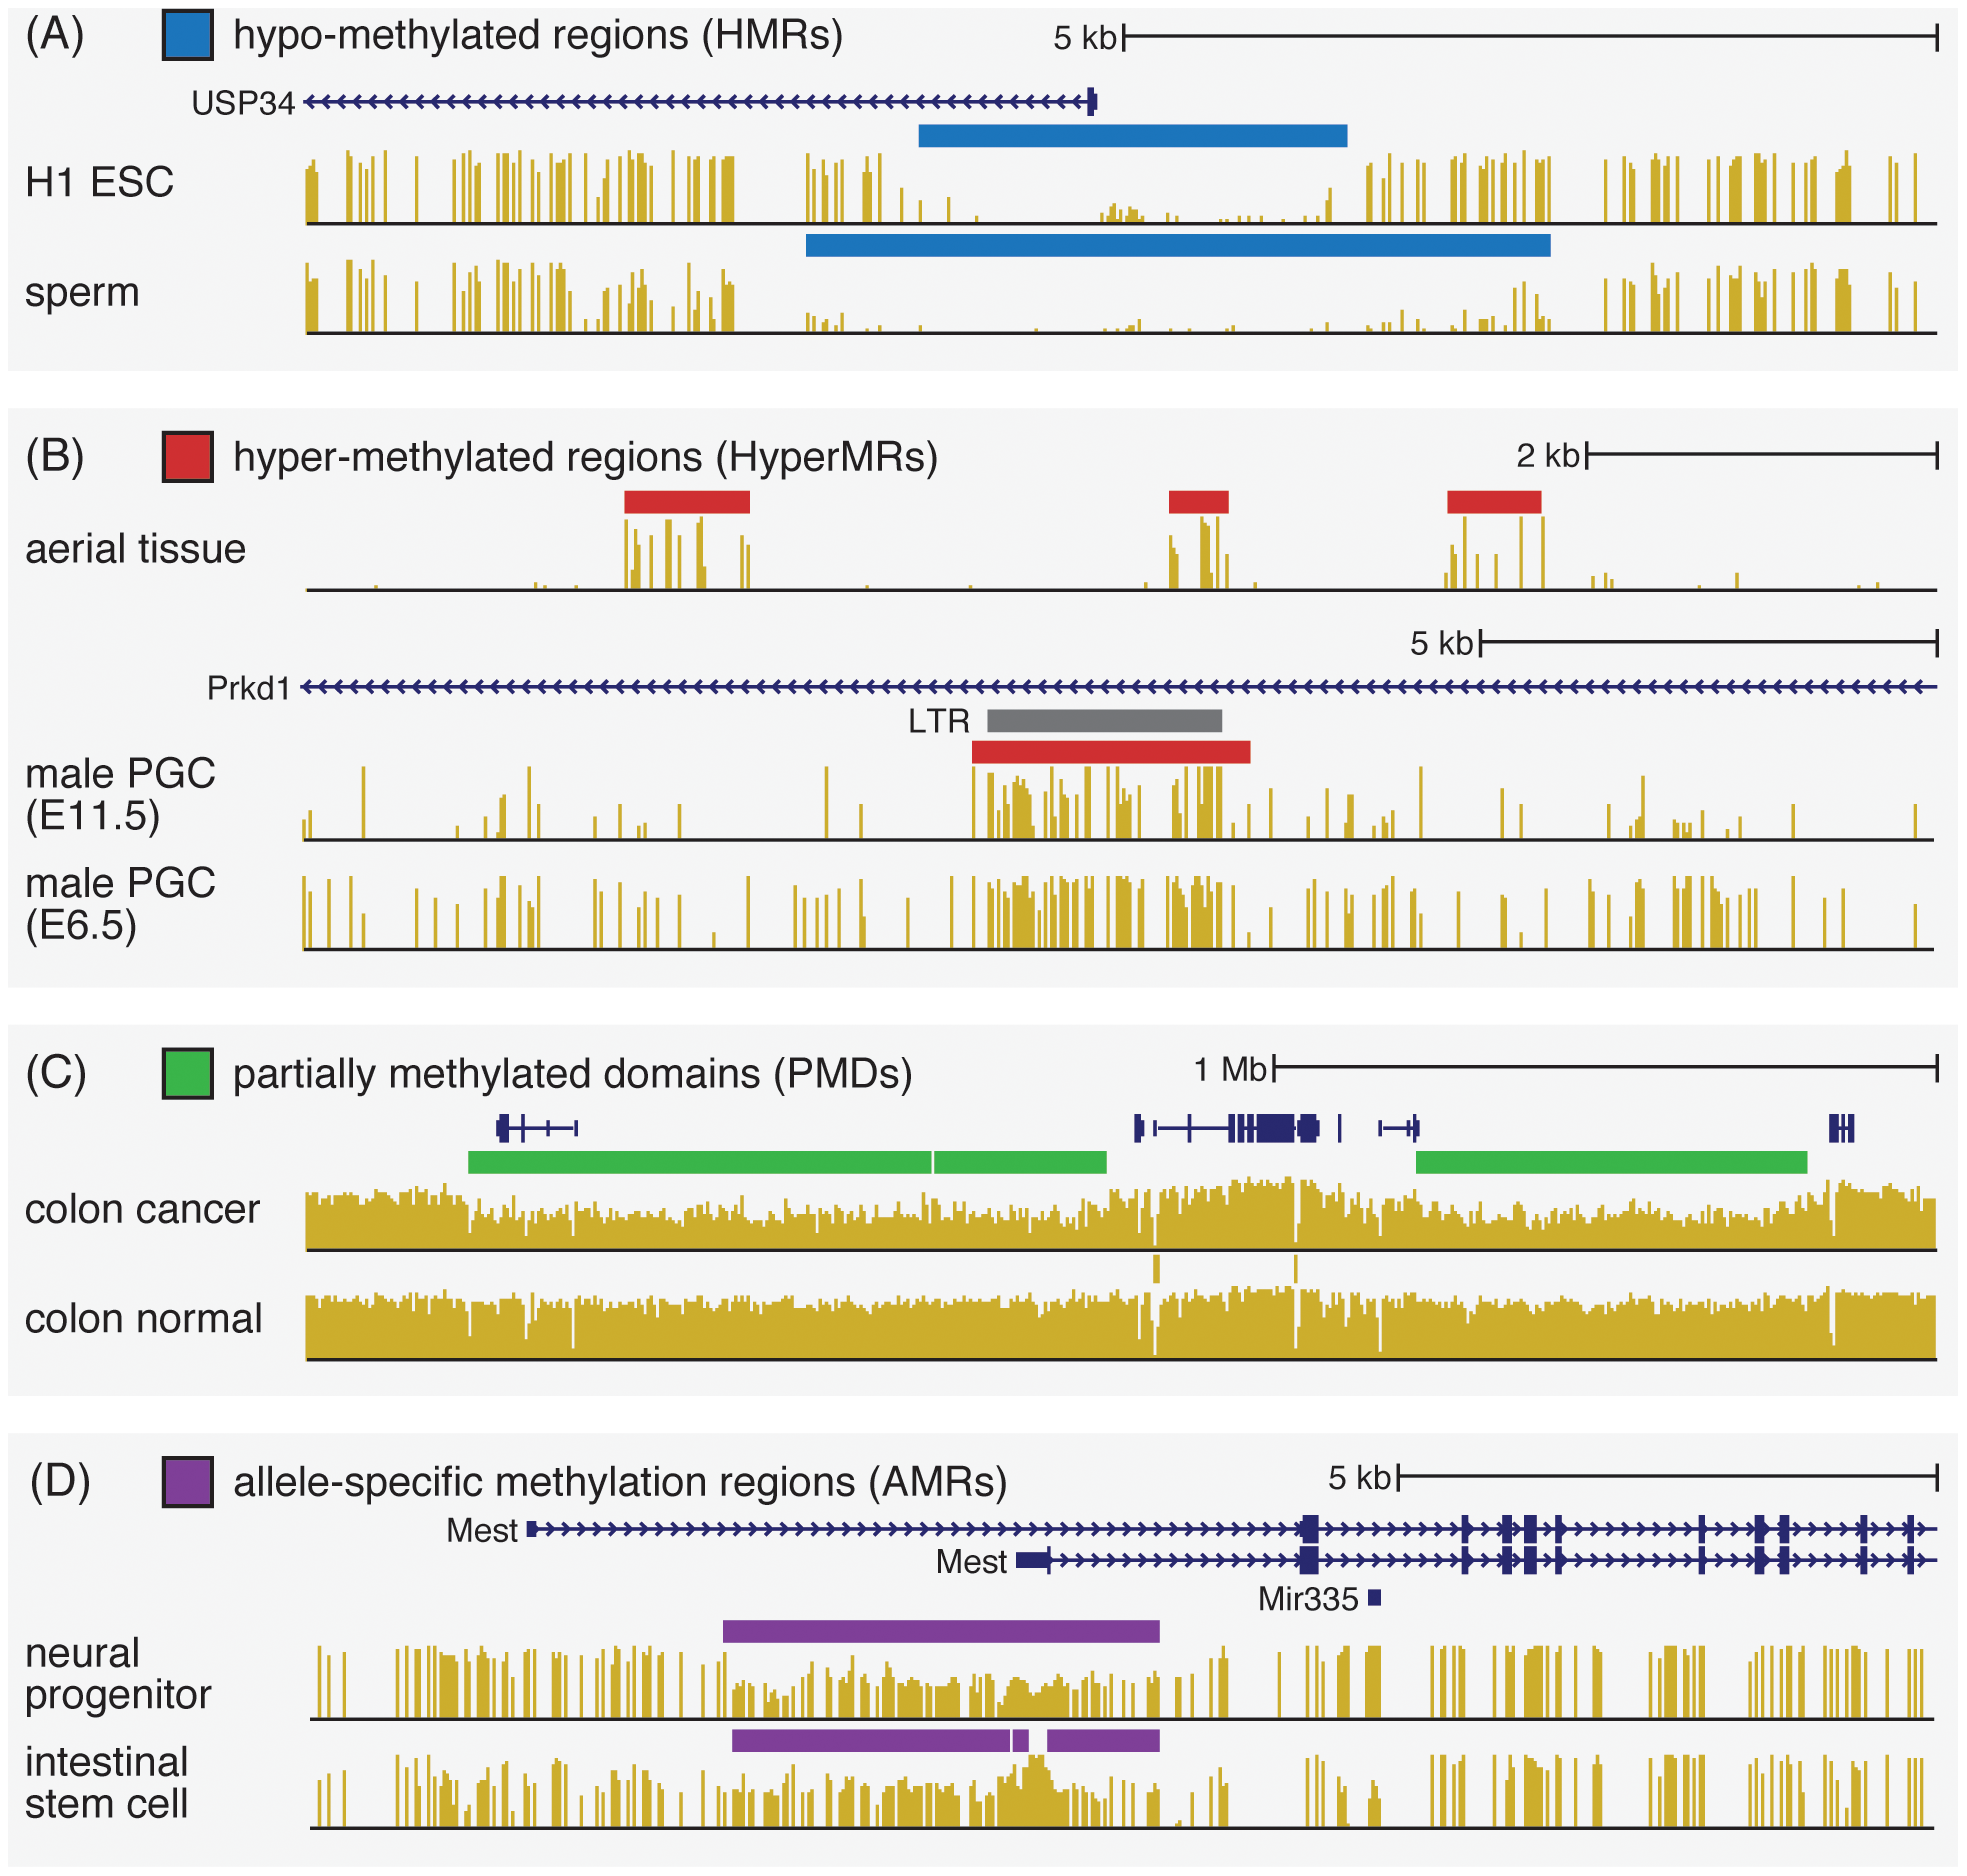 (A) hypo-methylated regions (HMRs) 5 kb
USP34
H1 ESC
sperm
(B) hyper-methylated regions (HyperMRs) 2 kb
aerial tissue
5 kb
Prkd1
LTR
male PGC
(E11.5)
male PGC
(E6.5)
(C) partially methylated domains (PMDs) 1 Mb
colon cancer
colon normal
(D) allele-specific methylation regions (AMRs) 5 kb
Mest
Mest
Mir335
neural
progenitor
intestinal
stem cell